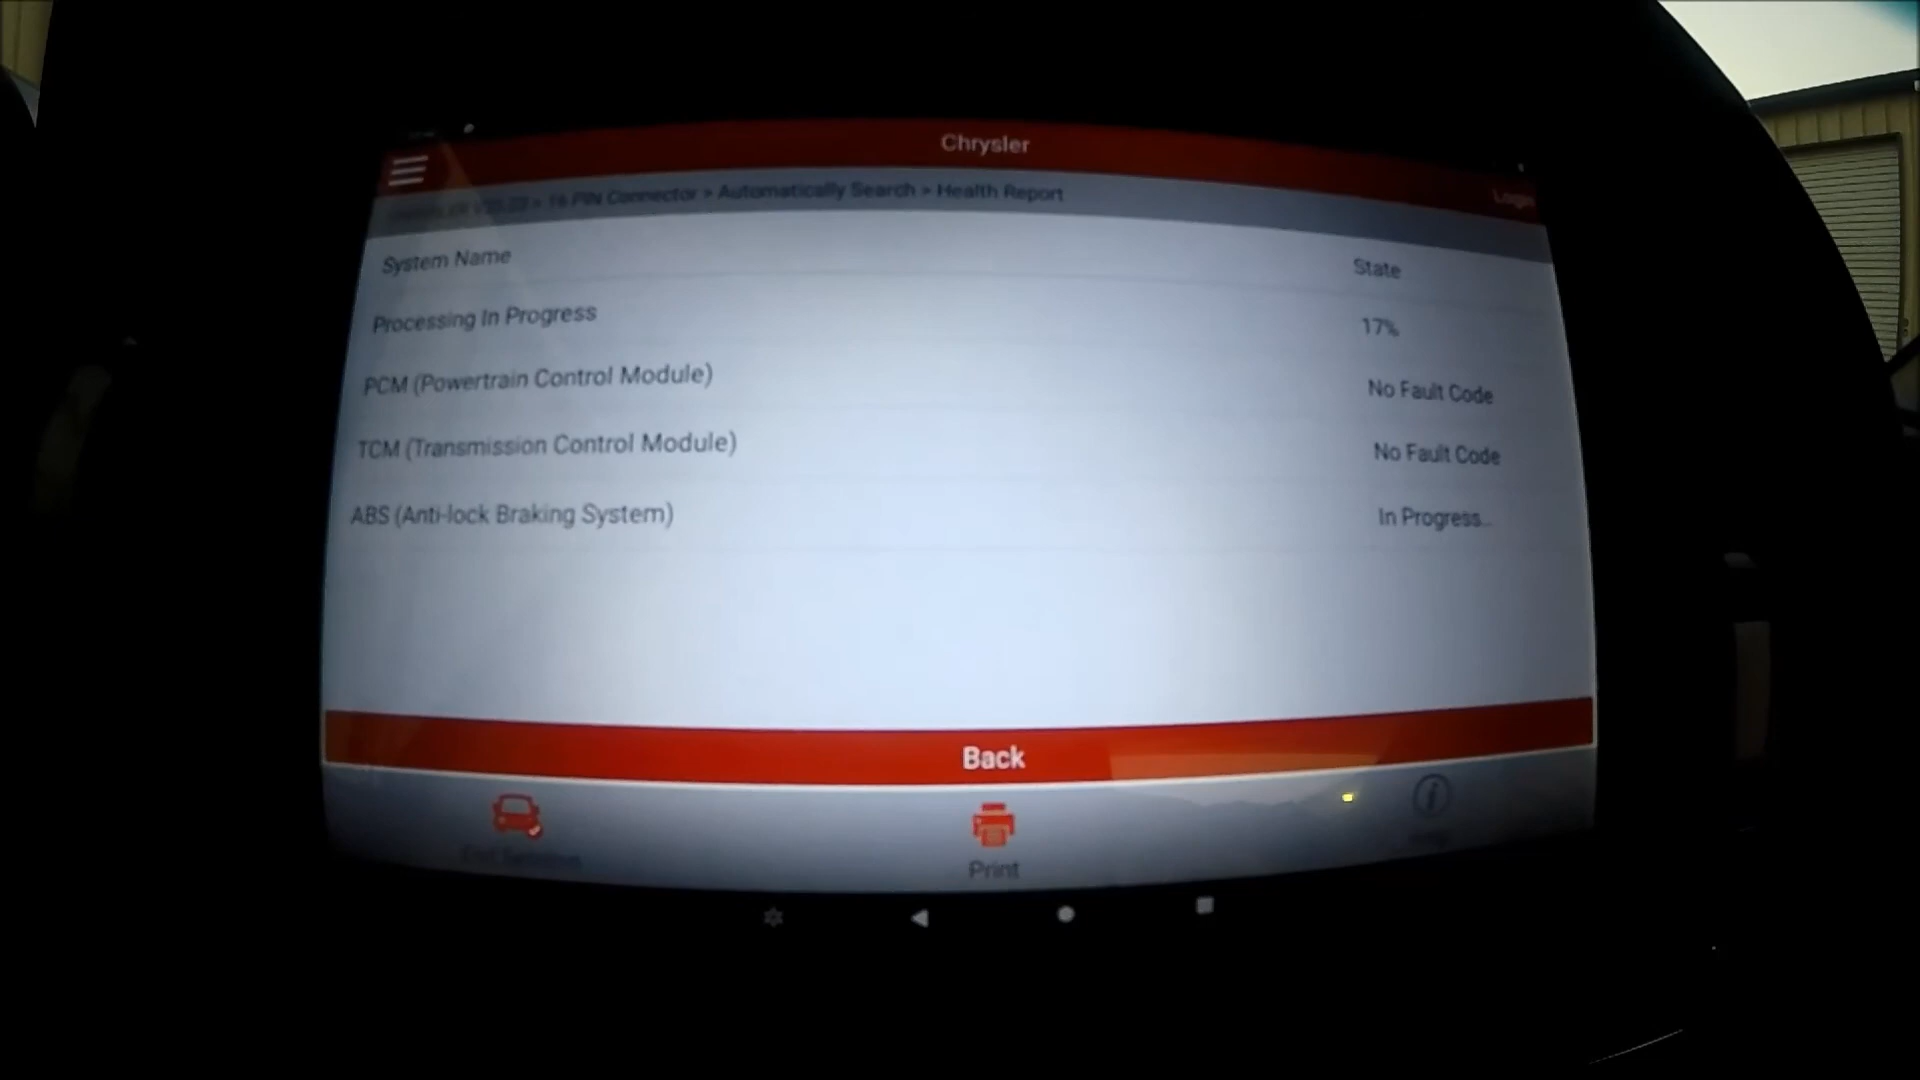 Chrysler
Login
16 PIN Connector > Automatically Search > Health Report
System Name State
Processing In Progress 17%
PCM (Powertrain Control Module) No Fault Code
TCM (Transmission Control Module) No Fault Code
ABS (Anti-lock Braking System) In Progress...
Back
Print